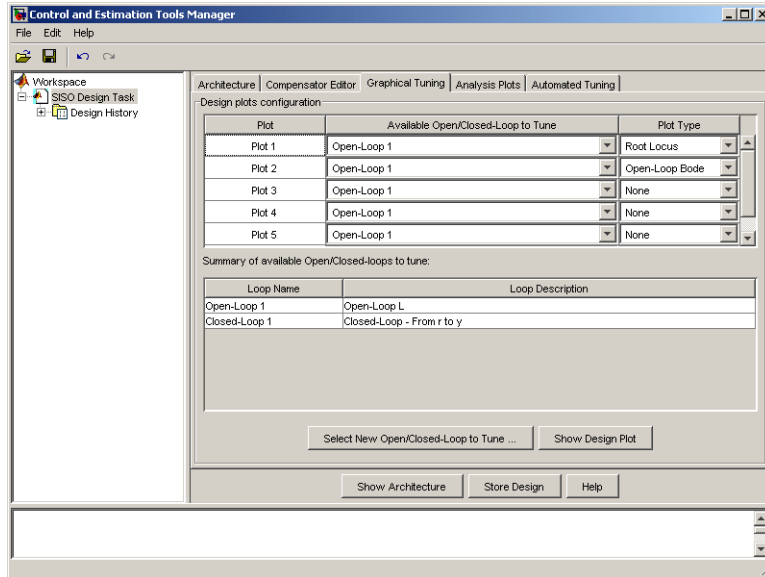 Control and Estimation Tools Manager
File Edit Help
Workspace
SISO Design Task
Design History
Architecture Compensator Editor Graphical Tuning Analysis Plots Automated Tuning
Design plots configuration
Plot Available Open/Closed-Loop to Tune Plot Type
Plot 1 Open-Loop 1 Root Locus
Plot 2 Open-Loop 1 Open-Loop Bode
Plot 3 Open-Loop 1 None
Plot 4 Open-Loop 1 None
Plot 5 Open-Loop 1 None
Summary of available Open/Closed-loops to tune:
Loop Name Loop Description
Open-Loop 1 Open-Loop L
Closed-Loop 1 Closed-Loop - From r to y
Select New Open/Closed-Loop to Tune ... Show Design Plot
Show Architecture Store Design Help